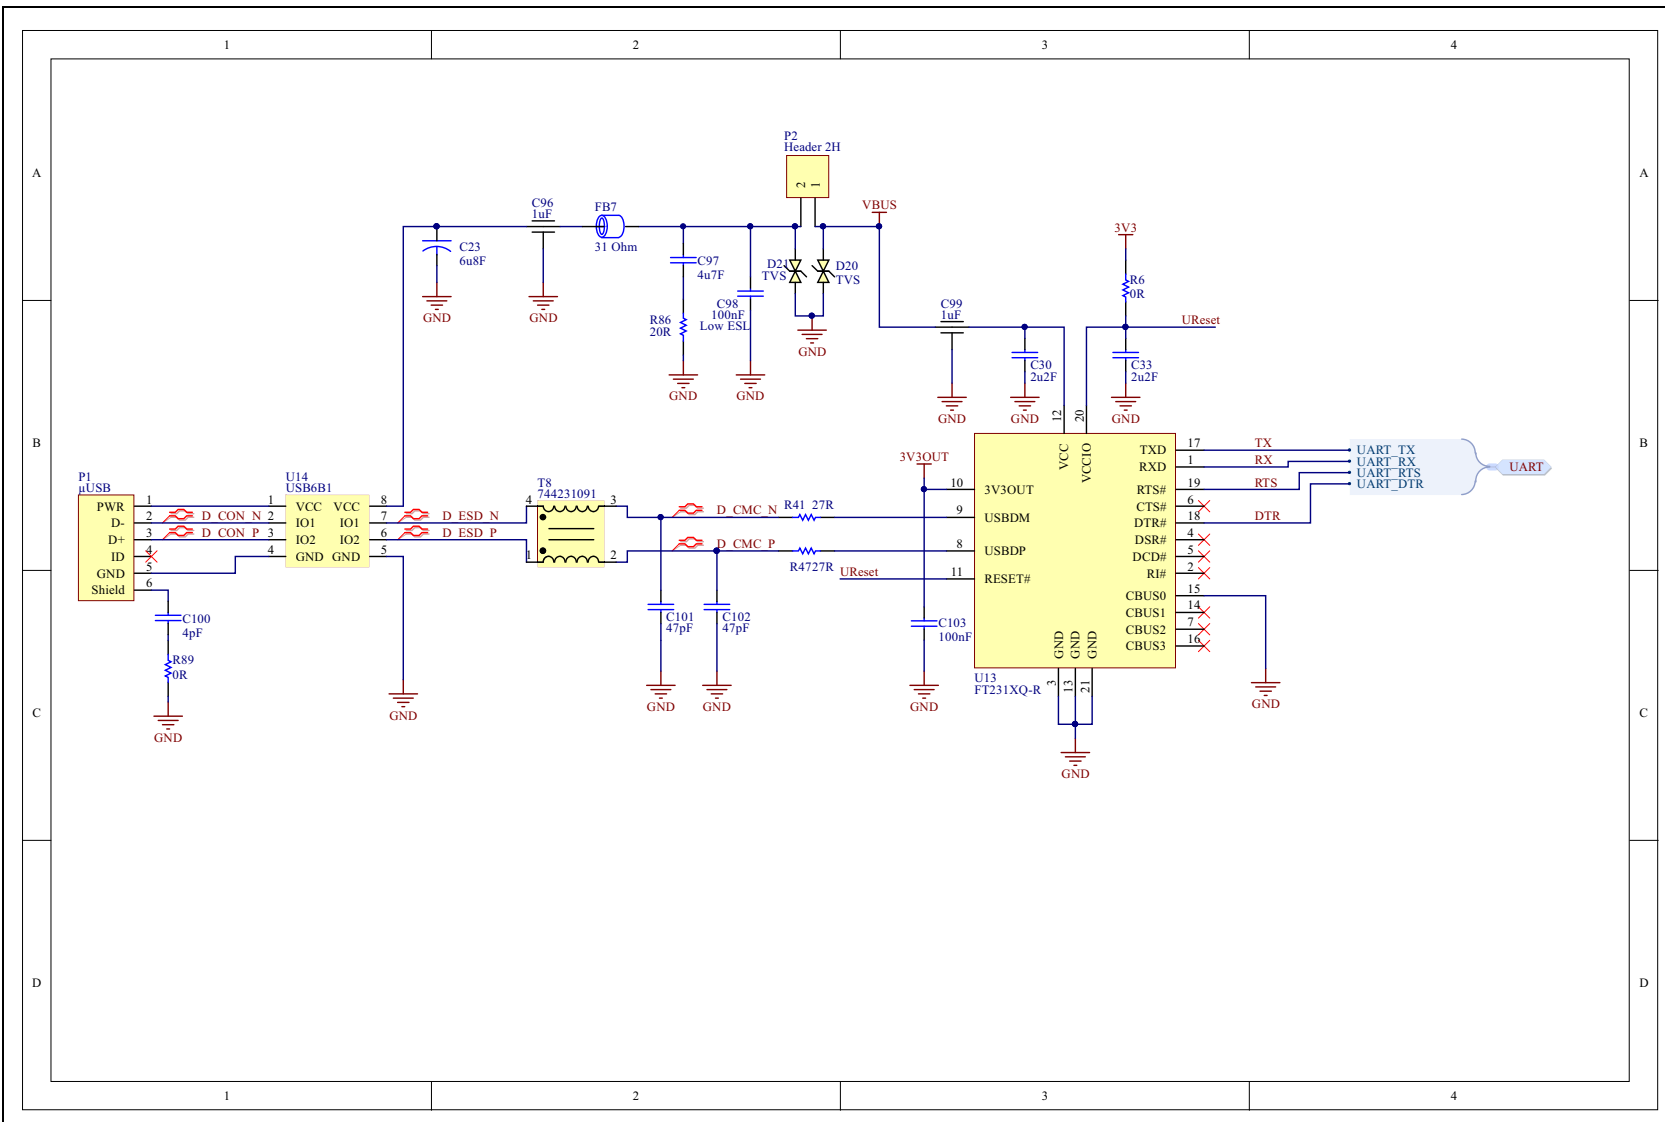 1 2 3 4
A A
P2
Header 2H
C96
1uF
FB7
31 Ohm
2 1
VBUS
3V3
C23
6u8F
GND
GND
C97
4u7F
R86
20R
GND
C98
100nF
Low ESL
GND
D21
TVS
D20
TVS
GND
C99
1uF
GND
C30
2u2F
GND
R6
0R
UReset
C33
2u2F
GND
B B
P1
µUSB
PWR 1
D- 2
D+ 3
ID 4
GND 5
Shield 6
D_CON_N
D_CON_P
U14
USB6B1
1 VCC VCC 8
2 IO1 IO1 7
3 IO2 IO2 6
4 GND GND 5
D_ESD_N
D_ESD_P
T8
744231091
4 3
1 2
D_CMC_N
D_CMC_P
R41 27R
R47 27R
UReset
3V3OUT
12 20
VCC VCCIO
10 3V3OUT
9 USBDM
8 USBDP
11 RESET#
TXD 17 TX
RXD 1 RX
RTS# 19 RTS
CTS# 6
DTR# 18 DTR
DSR# 4
DCD# 5
RI# 2
CBUS0 15
CBUS1 14
CBUS2 7
CBUS3 16
GND GND GND
3 13 21
U13
FT231XQ-R
GND
GND
UART_TX
UART_RX
UART_RTS
UART_DTR
UART
C100
4pF
R89
0R
GND
GND
C101
47pF
GND
C102
47pF
GND
C103
100nF
GND
C C
D D
1 2 3 4